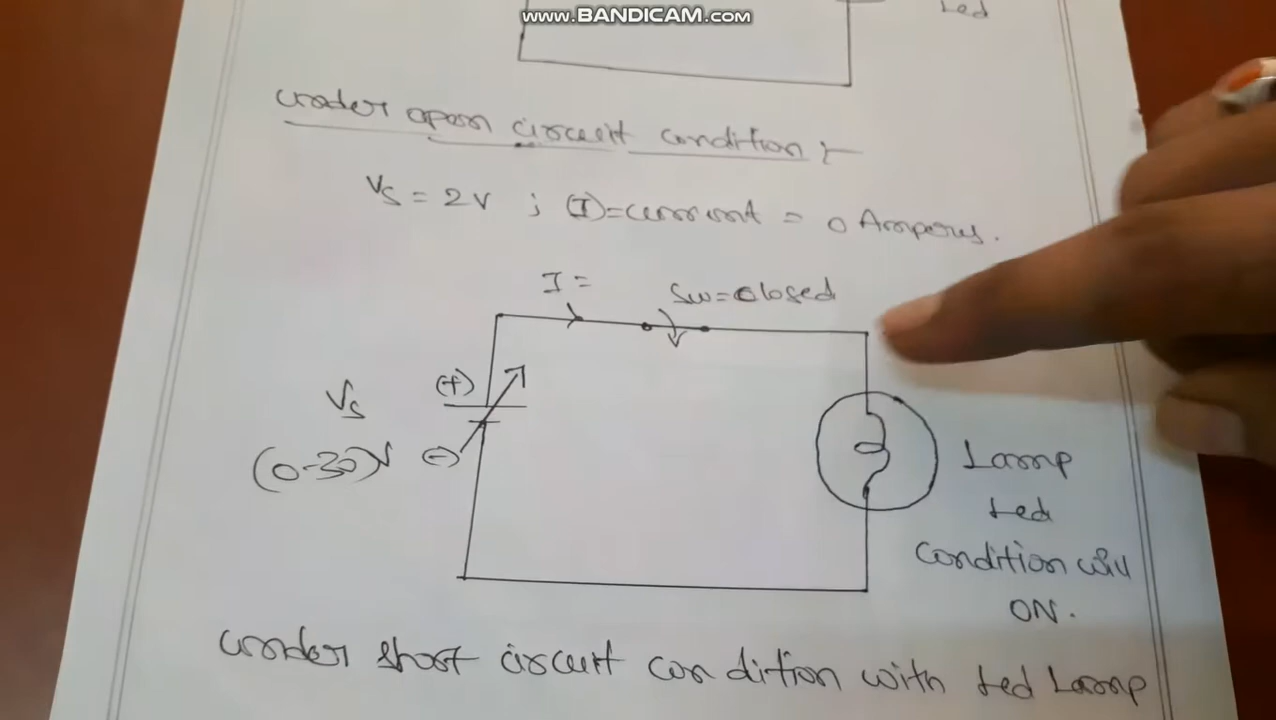 www.BANDICAM.com
Led
under open circuit condition :-
Vs = 2V ; (I)=current = 0 Amperes.
I =
SW=closed
(+)
Vs
(0-30)V
(-)
Lamp
Led
condition will
ON.
under short circuit condition with Led Lamp